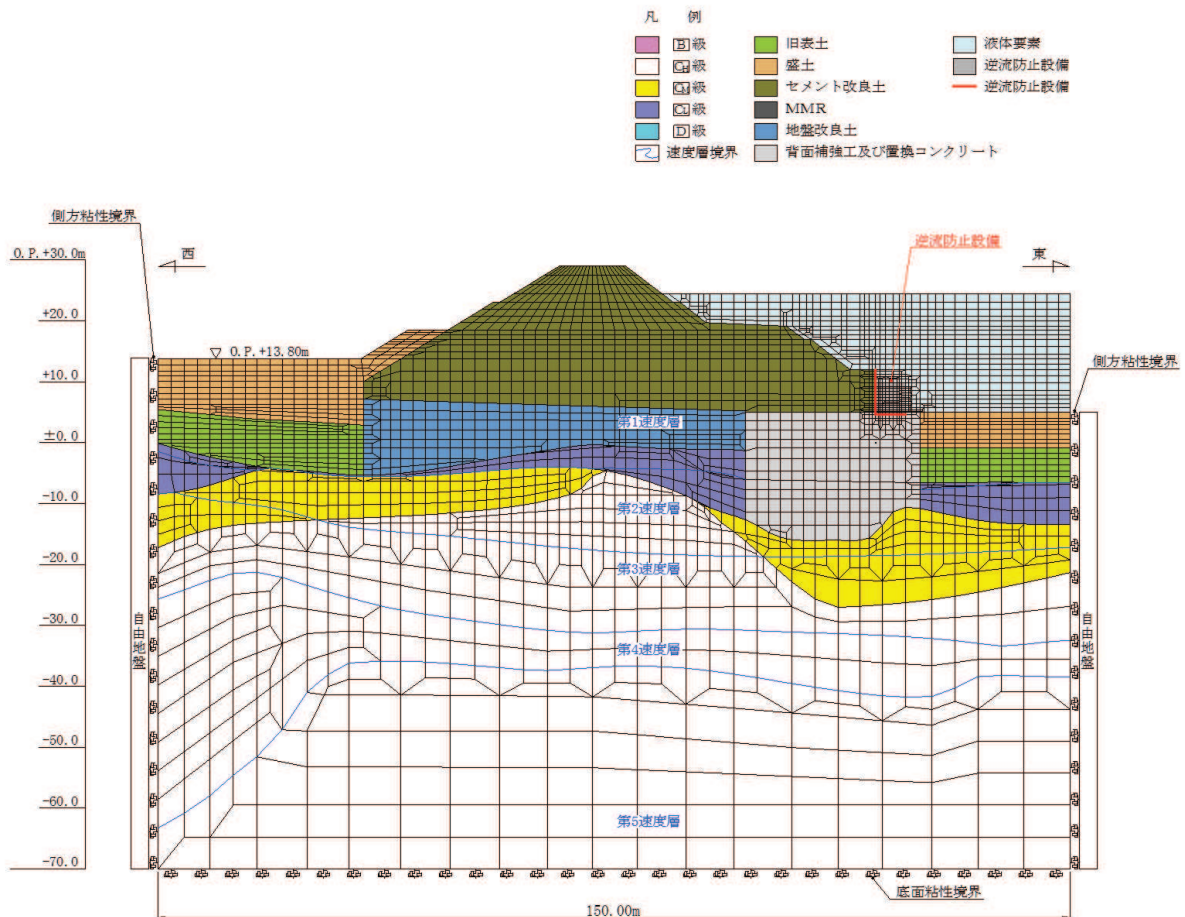 凡 例
B級
CH級
CM級
CL級
D級
速度層境界
旧表土
盛土
セメント改良土
MMR
地盤改良土
背面補強工及び置換コンクリート
液体要素
逆流防止設備
逆流防止設備
側方粘性境界
O.P.+30.0m
西
逆流防止設備
東
+20.0
O.P.+13.80m
側方粘性境界
+10.0
±0.0
第1速度層
-10.0
第2速度層
-20.0
第3速度層
-30.0
自由地盤
第4速度層
自由地盤
-40.0
-50.0
-60.0
第5速度層
-70.0
底面粘性境界
150.00m